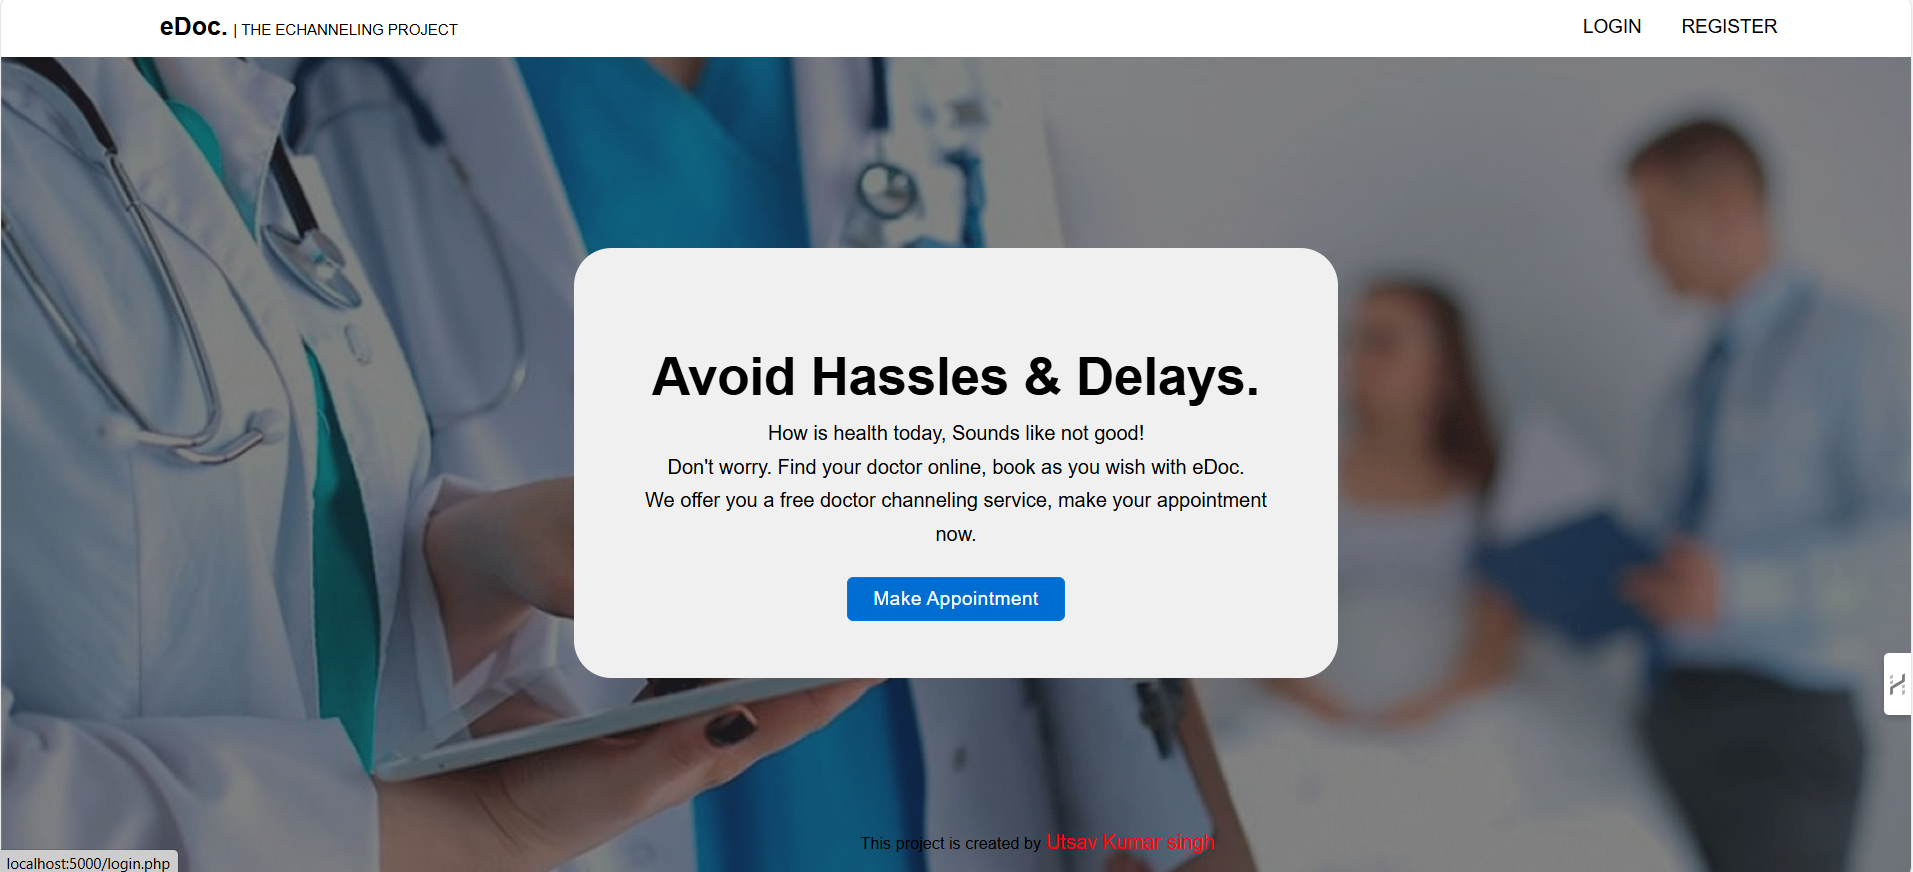 eDoc. | THE ECHANNELING PROJECT
LOGIN
REGISTER
Avoid Hassles & Delays.
How is health today, Sounds like not good!
Don't worry. Find your doctor online, book as you wish with eDoc.
We offer you a free doctor channeling service, make your appointment
now.
Make Appointment
This project is created by Utsav Kumar singh
localhost:5000/login.php